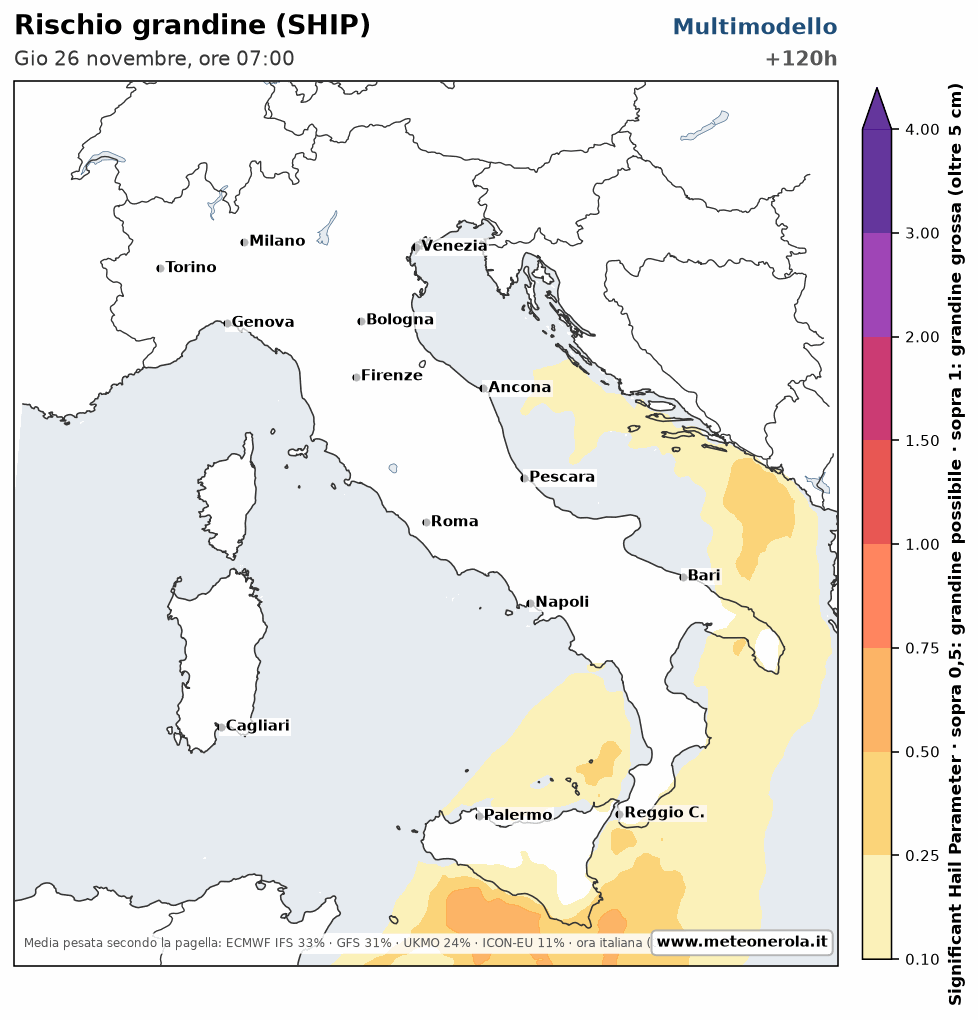 Rischio grandine (SHIP)
Multimodello
Gio 26 novembre, ore 07:00
+120h
Milano
Venezia
Torino
Genova
Bologna
Firenze
Ancona
Pescara
Roma
Bari
Napoli
Cagliari
Palermo
Reggio C.
Media pesata secondo la pagella: ECMWF IFS 33% · GFS 31% · UKMO 24% · ICON-EU 11% · ora italiana (
www.meteonerola.it
4.00
3.00
2.00
1.50
1.00
0.75
0.50
0.25
0.10
Significant Hail Parameter · sopra 0,5: grandine possibile · sopra 1: grandine grossa (oltre 5 cm)